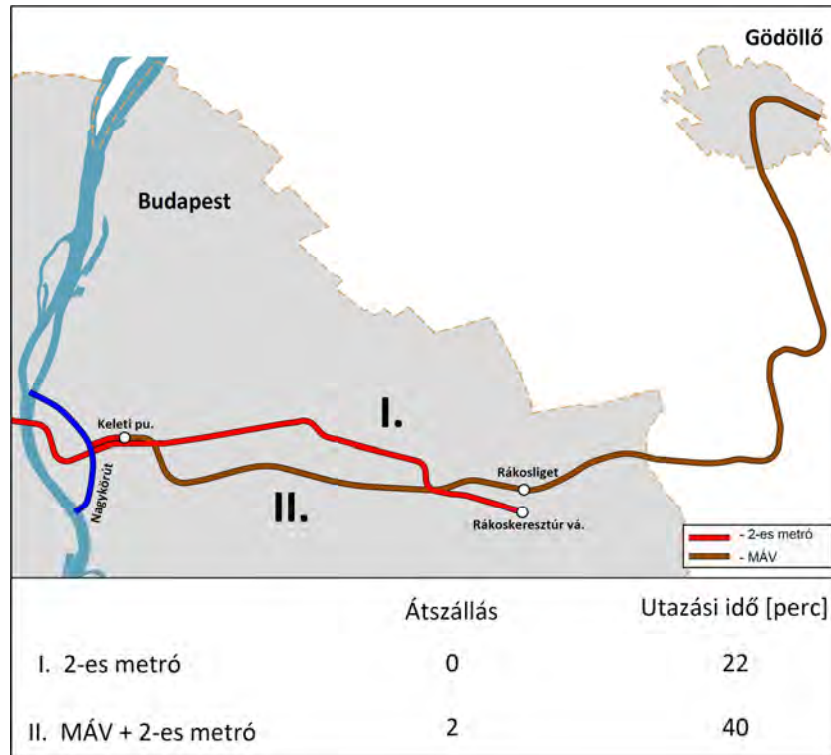 Gödöllő
Budapest
Keleti pu.
I.
Nagykörút
Rákosliget
II.
Rákoskeresztúr vá.
- 2-es metró
- MÁV
Átszállás Utazási idő [perc]
I. 2-es metró 0 22
II. MÁV + 2-es metró 2 40